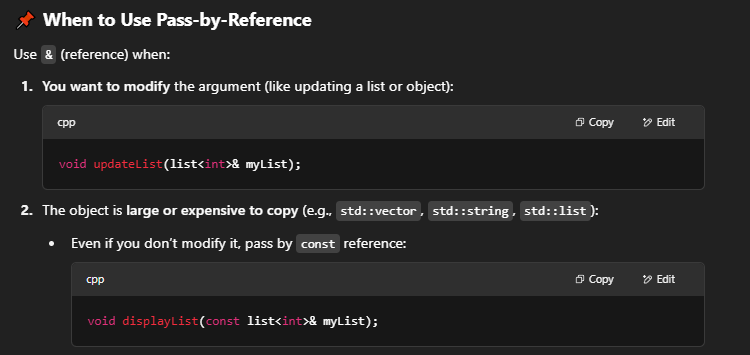 📌 When to Use Pass-by-Reference
Use & (reference) when:
1. You want to modify the argument (like updating a list or object):
cpp Copy Edit
void updateList(list<int>& myList);
2. The object is large or expensive to copy (e.g., std::vector, std::string, std::list):
• Even if you don’t modify it, pass by const reference:
cpp Copy Edit
void displayList(const list<int>& myList);